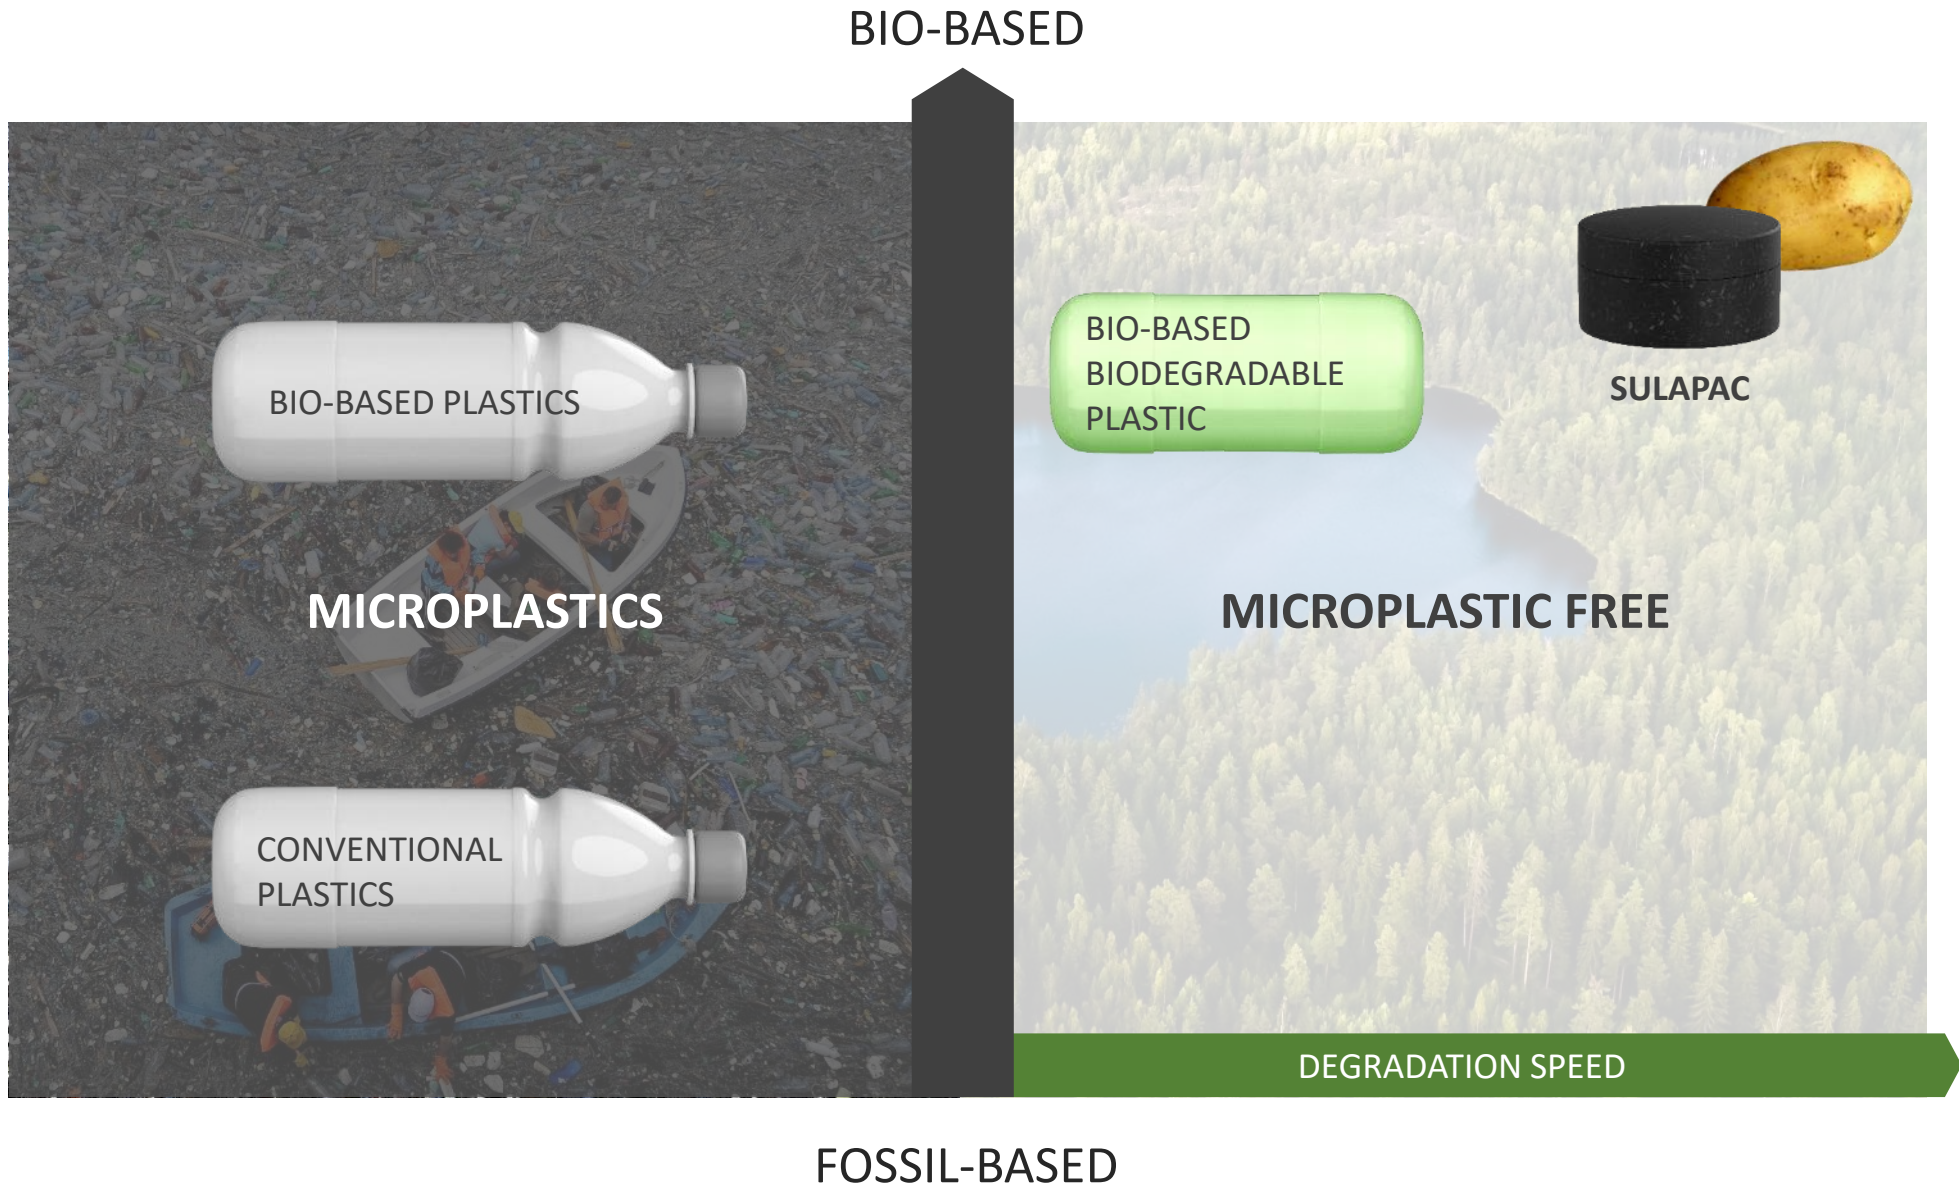 BIO-BASED
BIO-BASED PLASTICS
BIO-BASED
BIODEGRADABLE
PLASTIC
SULAPAC
MICROPLASTICS
MICROPLASTIC FREE
CONVENTIONAL
PLASTICS
DEGRADATION SPEED
FOSSIL-BASED